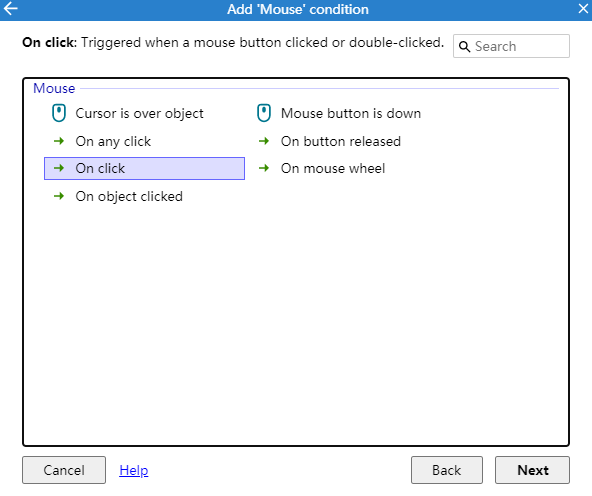 Add 'Mouse' condition
On click: Triggered when a mouse button clicked or double-clicked.
Search
Mouse
Cursor is over object
Mouse button is down
On any click
On button released
On click
On mouse wheel
On object clicked
Cancel
Help
Back
Next